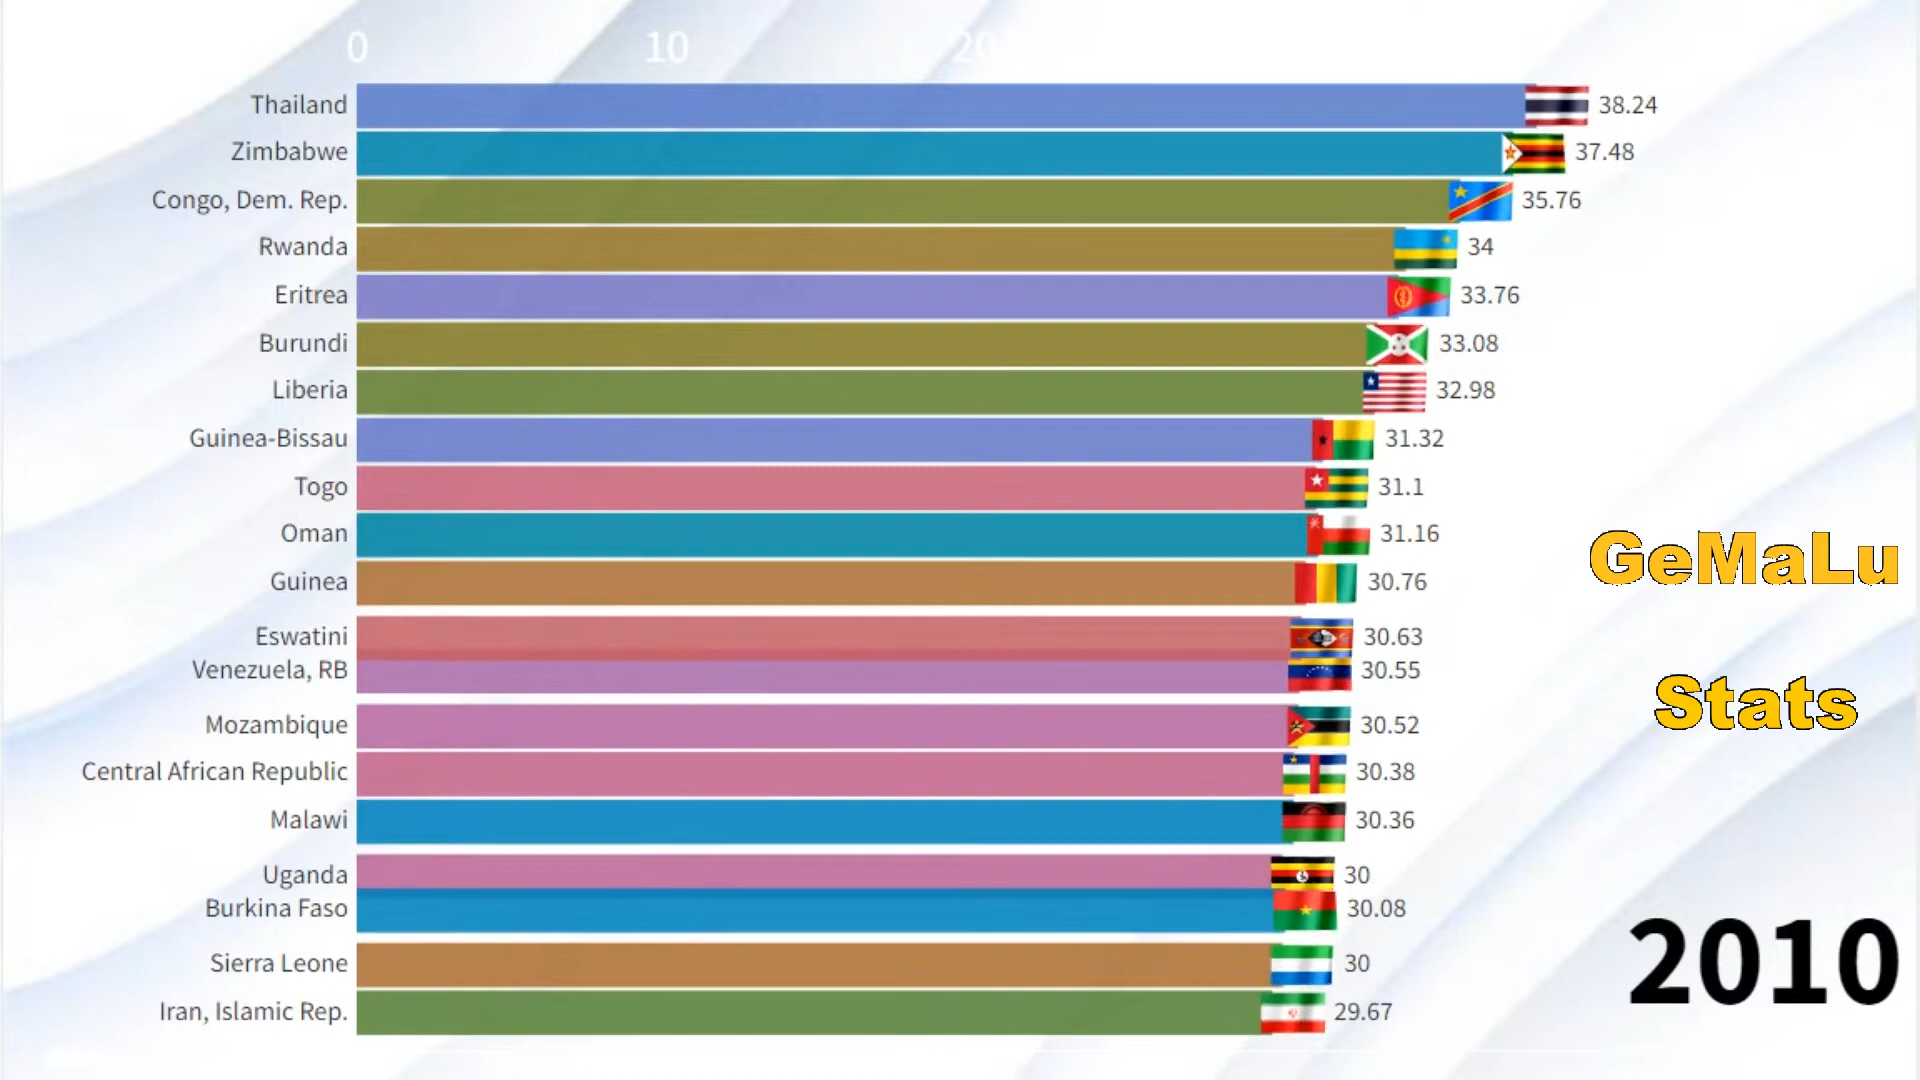 0 10 20
Thailand 38.24
Zimbabwe 37.48
Congo, Dem. Rep. 35.76
Rwanda 34
Eritrea 33.76
Burundi 33.08
Liberia 32.98
Guinea-Bissau 31.32
Togo 31.1
Oman 31.16
Guinea 30.76
Eswatini 30.63
Venezuela, RB 30.55
Mozambique 30.52
Central African Republic 30.38
Malawi 30.36
Uganda 30
Burkina Faso 30.08
Sierra Leone 30
Iran, Islamic Rep. 29.67
GeMaLu
Stats
2010